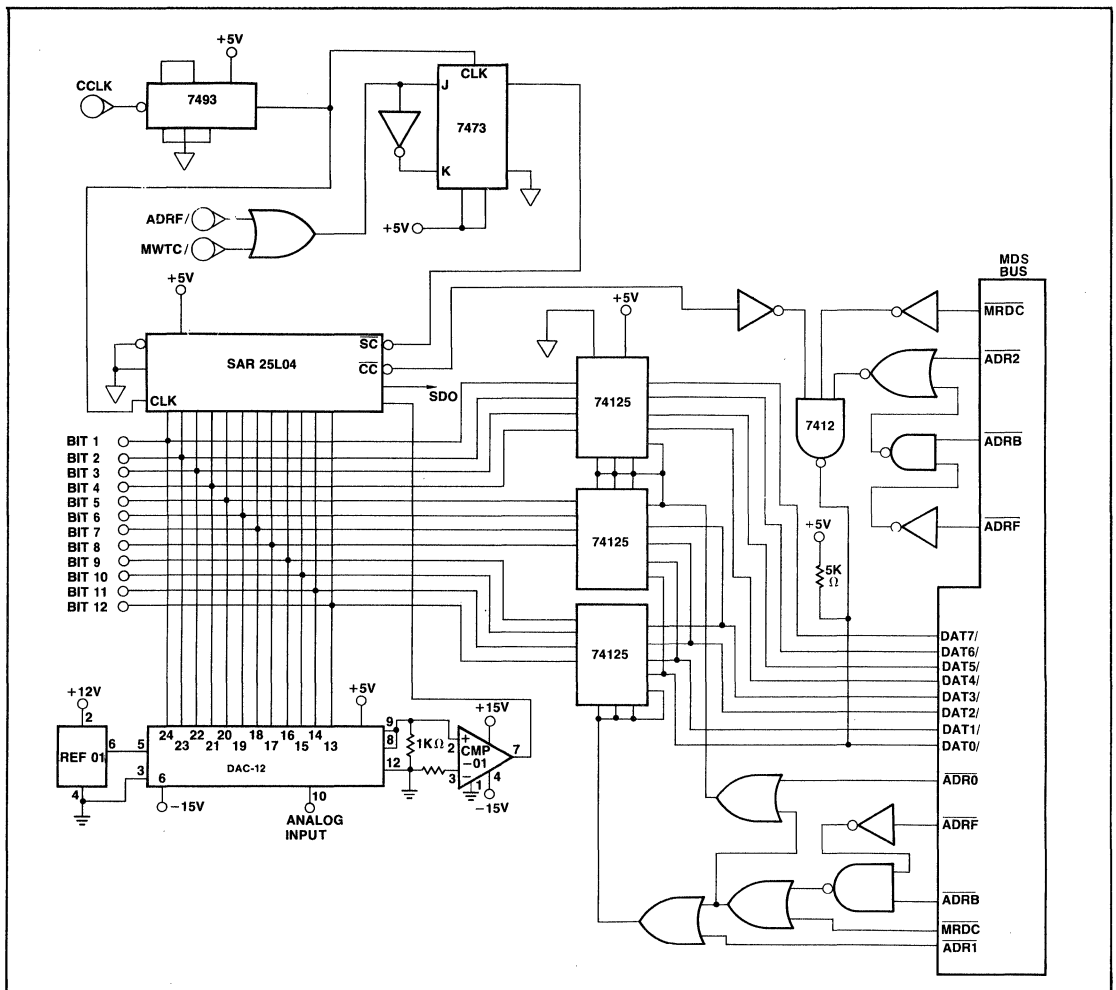 +5V
CCLK
7493
CLK
J
7473
K
ADRF/
MWTC/
+5V
+5V
SAR 25L04
SC
CC
SDO
CLK
+5V
74125
74125
74125
MDS
BUS
MRDC
ADR2
7412
ADRB
ADRF
+5V
5K
Ω
BIT 1
BIT 2
BIT 3
BIT 4
BIT 5
BIT 6
BIT 7
BIT 8
BIT 9
BIT 10
BIT 11
BIT 12
DAT7/
DAT6/
DAT5/
DAT4/
DAT3/
DAT2/
DAT1/
DAT0/
+12V
2
REF 01
6
4
5
3
24 22 20 18 16 14
23 21 19 17 15 13
DAC-12
6
-15V
10
ANALOG
INPUT
+5V
9
8
12
1KΩ
+15V
2
+
CMP
-01
3
-
1
4
7
-15V
ADR0
ADRF
ADRB
MRDC
ADR1